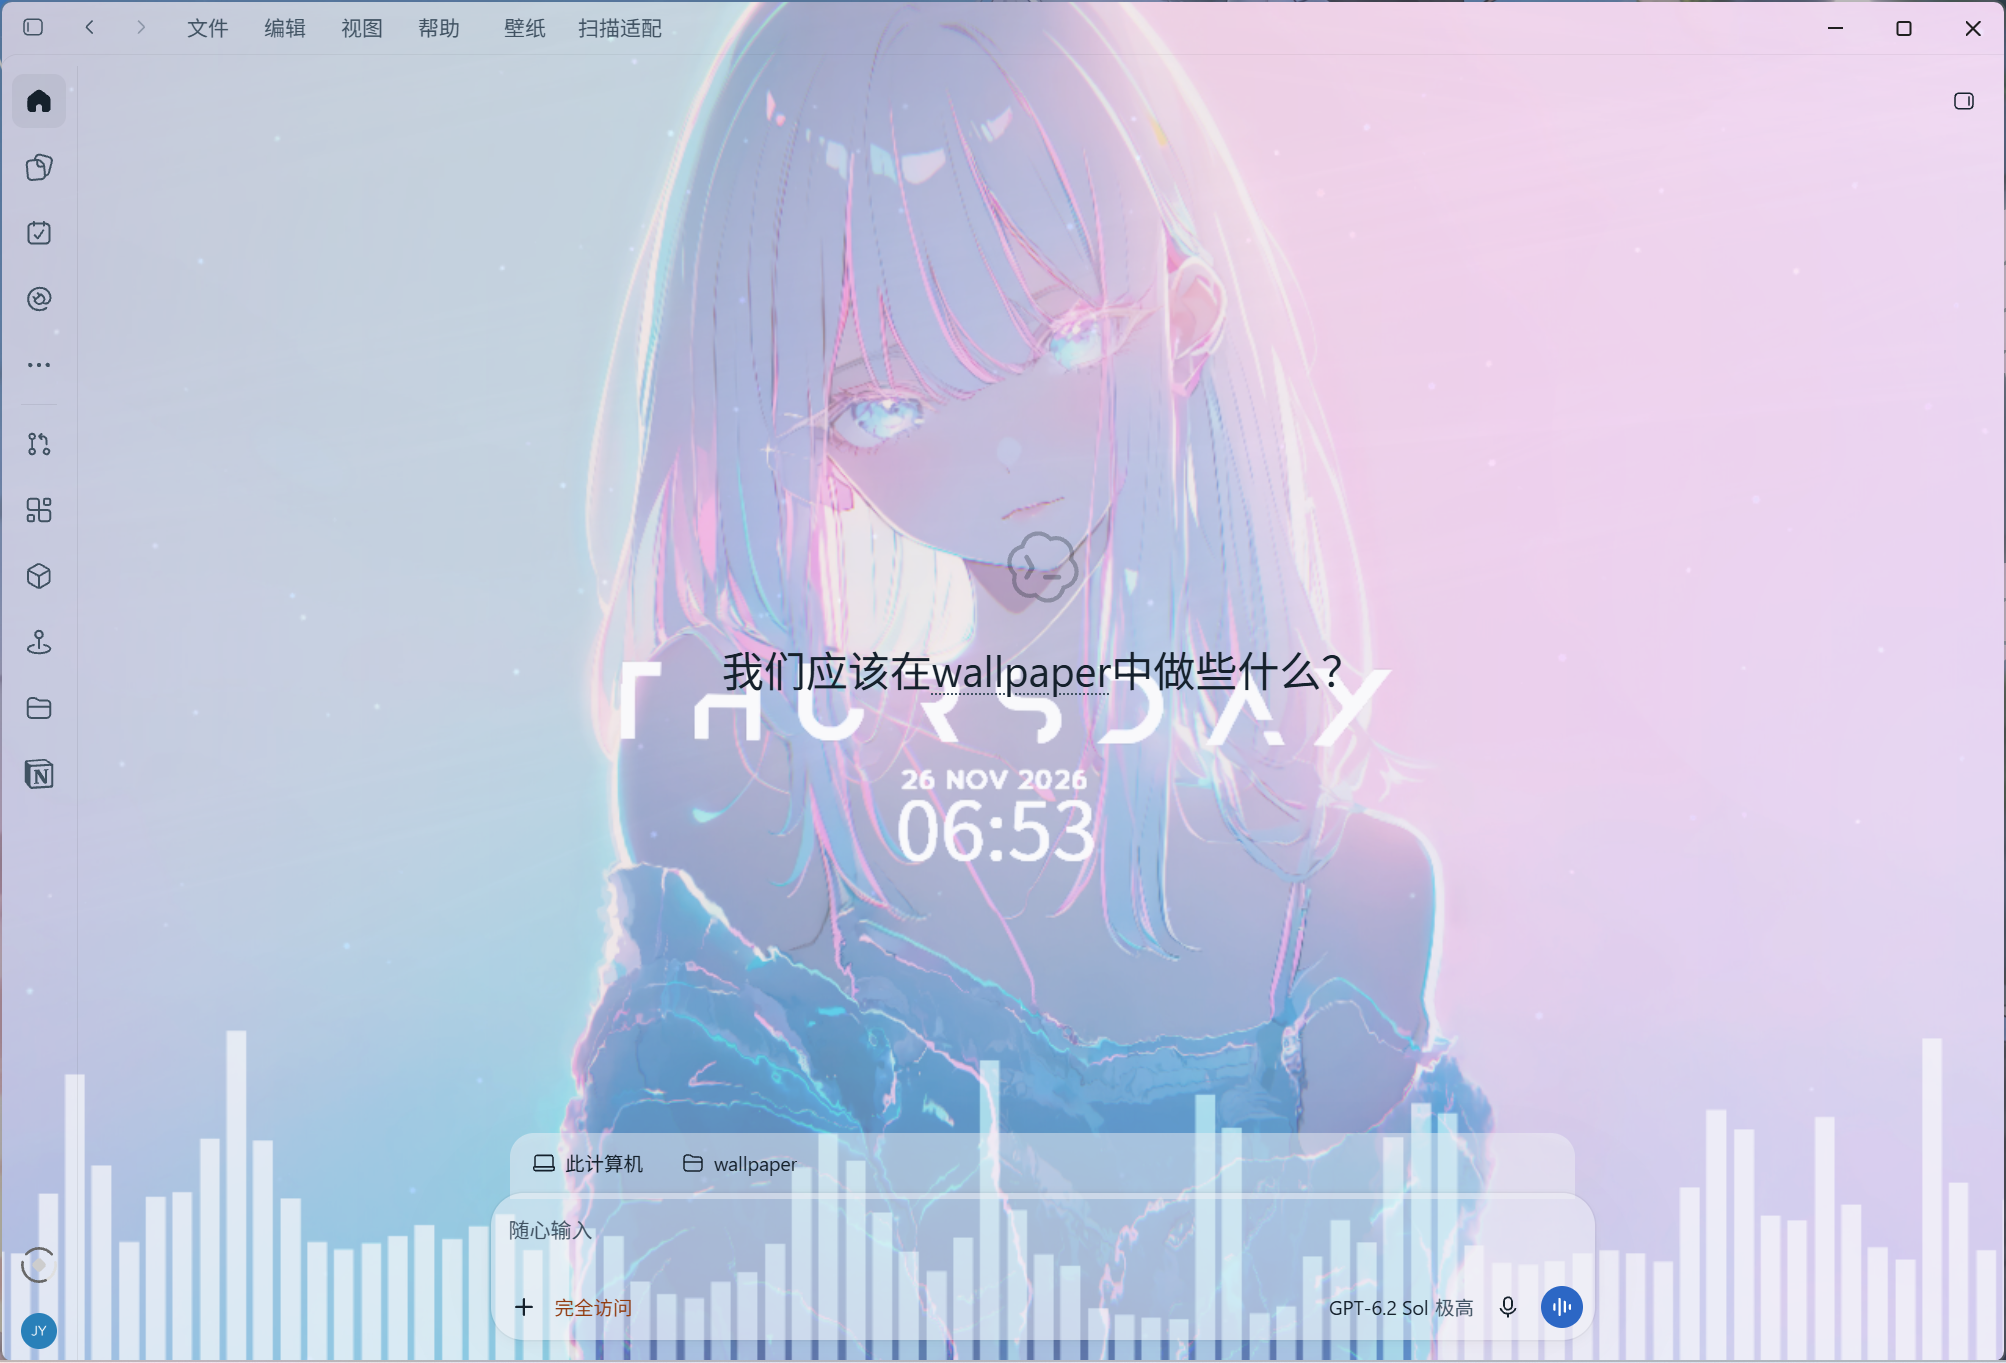 文件 编辑 视图 帮助 壁纸 扫描适配
我们应该在wallpaper中做些什么？
THURSDAY
26 NOV 2026
06:53
此计算机 wallpaper
随心输入
完全访问 GPT-6.2 Sol 极高
N
JY